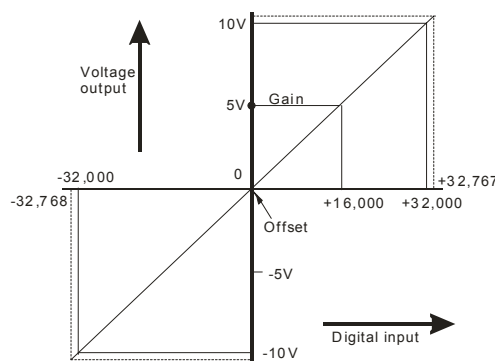 10V
Voltage
output
5V
Gain
-32,000
0
+32,767
-32,768
+16,000
+32,000
Offset
-5V
Digital input
-10V